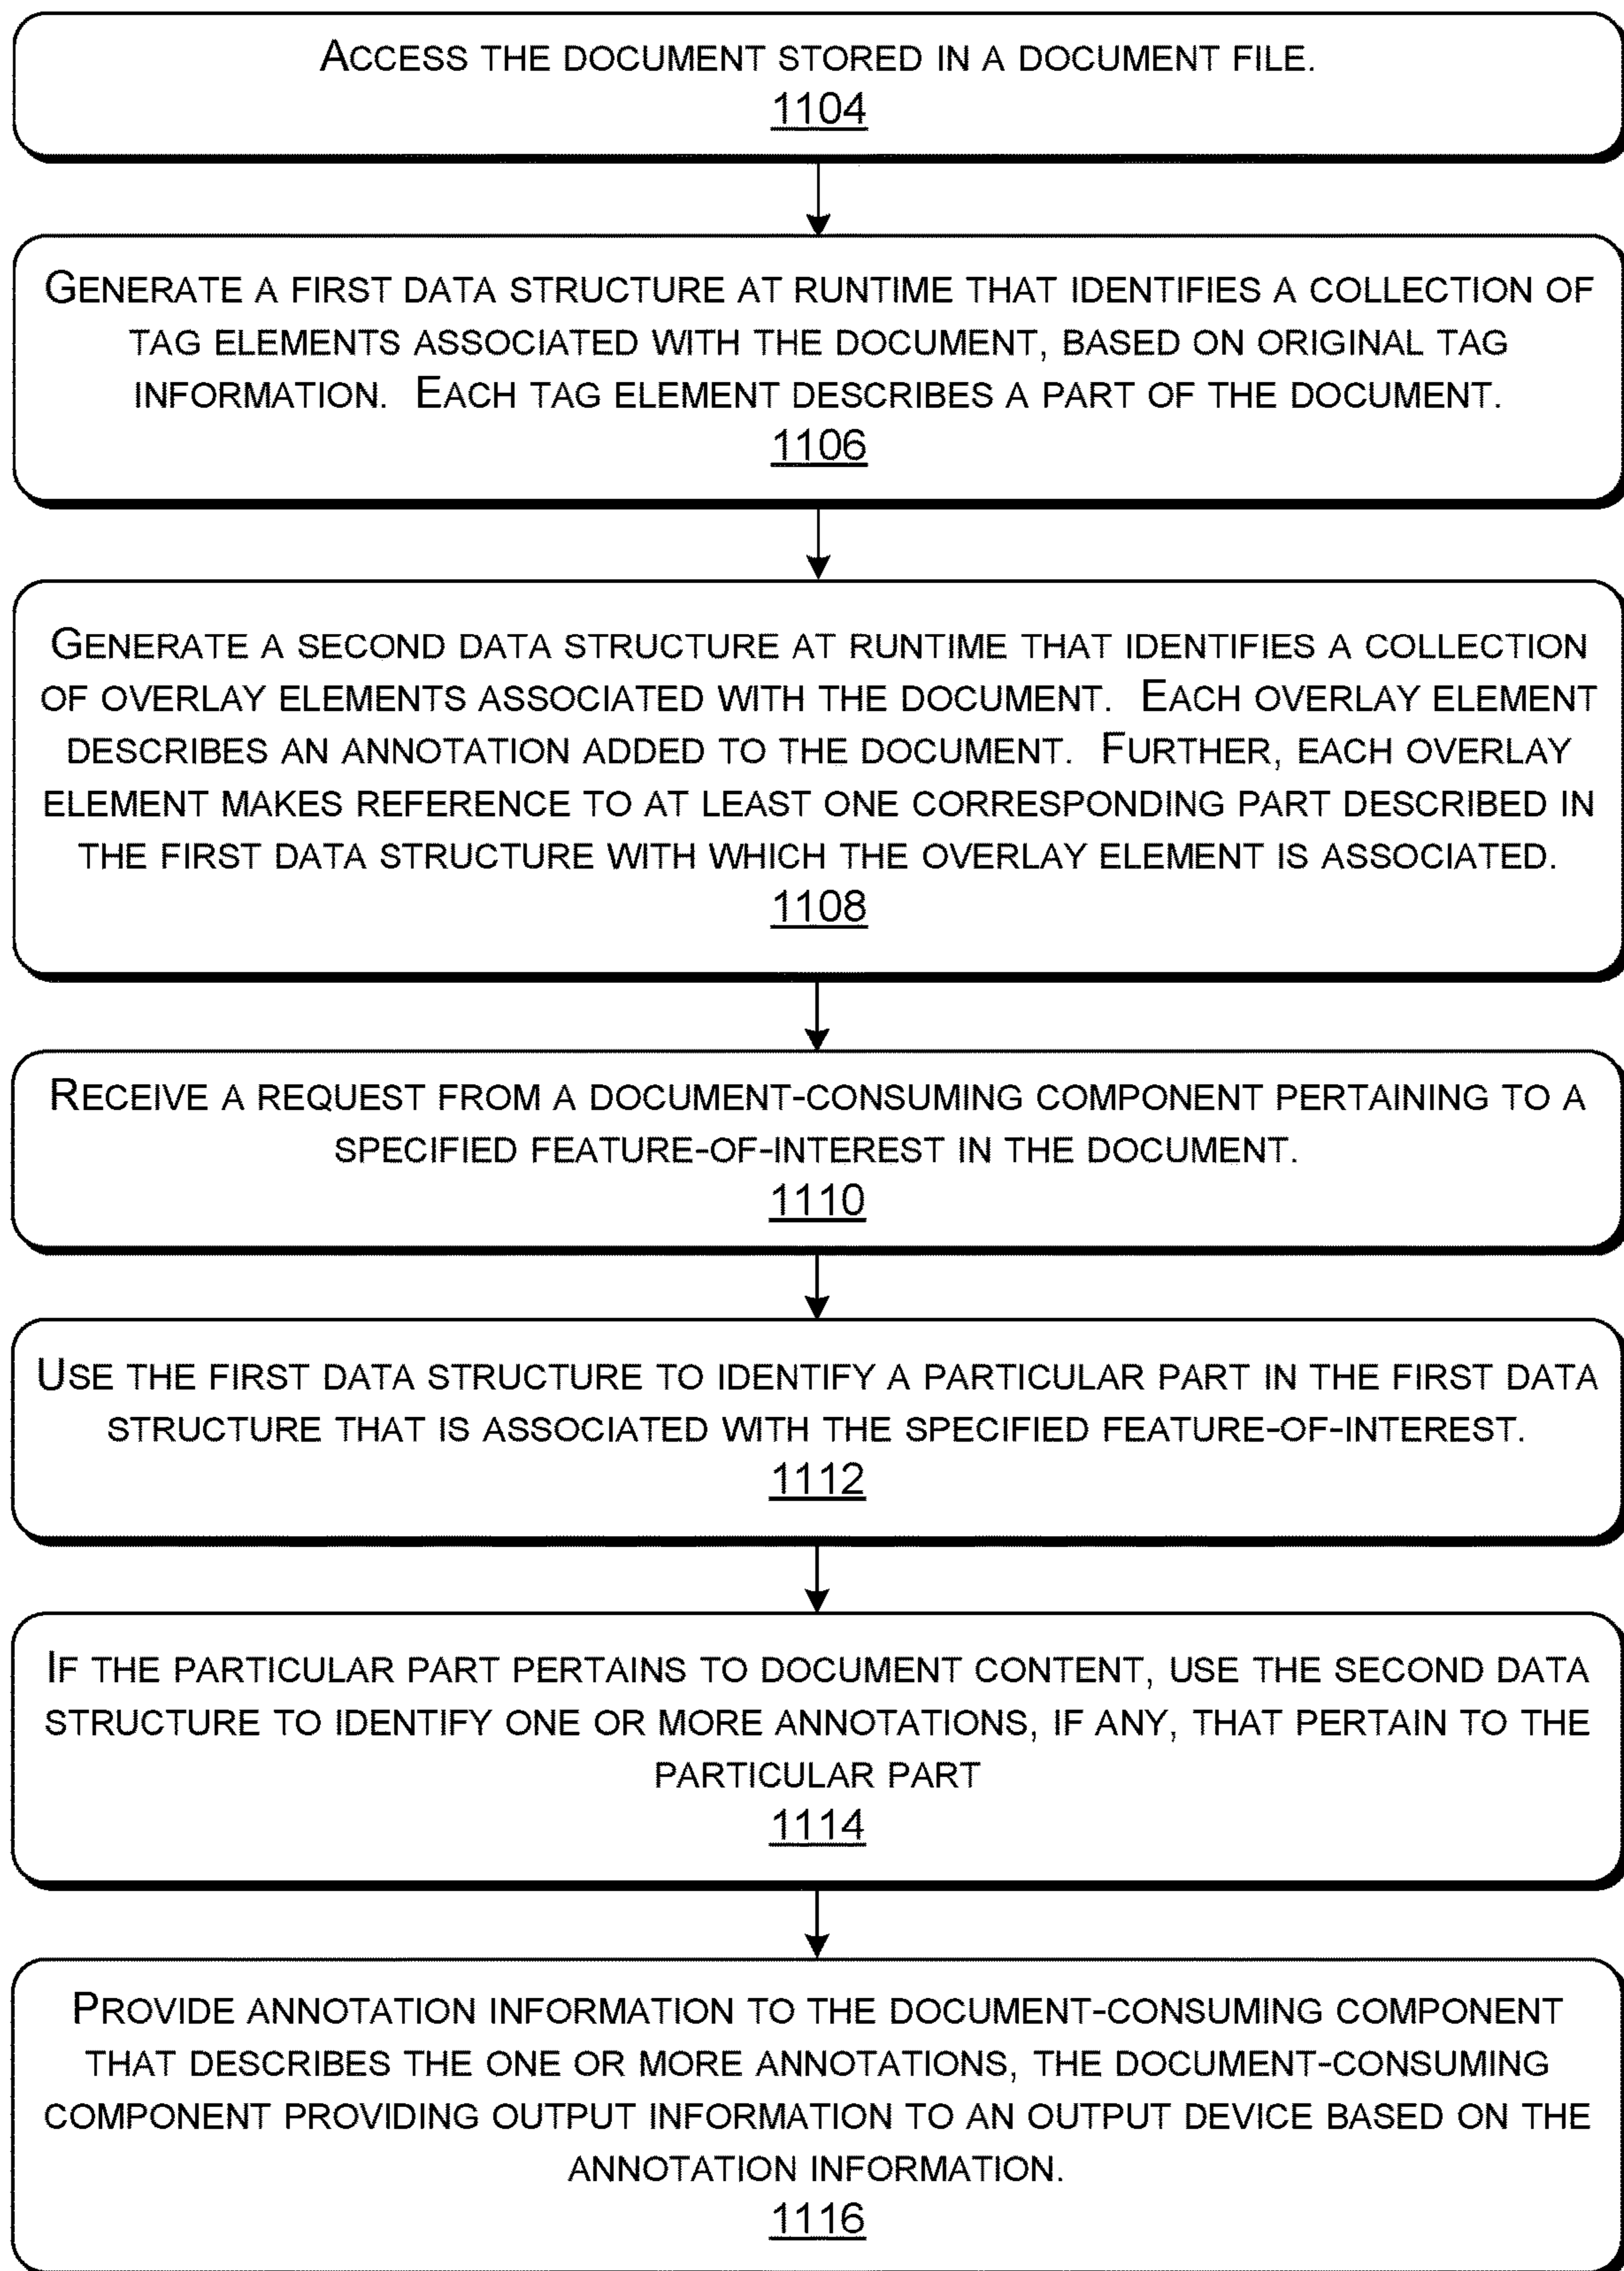 ACCESS THE DOCUMENT STORED IN A DOCUMENT FILE.
1104
GENERATE A FIRST DATA STRUCTURE AT RUNTIME THAT IDENTIFIES A COLLECTION OF
TAG ELEMENTS ASSOCIATED WITH THE DOCUMENT, BASED ON ORIGINAL TAG
INFORMATION. EACH TAG ELEMENT DESCRIBES A PART OF THE DOCUMENT.
1106
GENERATE A SECOND DATA STRUCTURE AT RUNTIME THAT IDENTIFIES A COLLECTION
OF OVERLAY ELEMENTS ASSOCIATED WITH THE DOCUMENT. EACH OVERLAY ELEMENT
DESCRIBES AN ANNOTATION ADDED TO THE DOCUMENT. FURTHER, EACH OVERLAY
ELEMENT MAKES REFERENCE TO AT LEAST ONE CORRESPONDING PART DESCRIBED IN
THE FIRST DATA STRUCTURE WITH WHICH THE OVERLAY ELEMENT IS ASSOCIATED.
1108
RECEIVE A REQUEST FROM A DOCUMENT-CONSUMING COMPONENT PERTAINING TO A
SPECIFIED FEATURE-OF-INTEREST IN THE DOCUMENT.
1110
USE THE FIRST DATA STRUCTURE TO IDENTIFY A PARTICULAR PART IN THE FIRST DATA
STRUCTURE THAT IS ASSOCIATED WITH THE SPECIFIED FEATURE-OF-INTEREST.
1112
IF THE PARTICULAR PART PERTAINS TO DOCUMENT CONTENT, USE THE SECOND DATA
STRUCTURE TO IDENTIFY ONE OR MORE ANNOTATIONS, IF ANY, THAT PERTAIN TO THE
PARTICULAR PART
1114
PROVIDE ANNOTATION INFORMATION TO THE DOCUMENT-CONSUMING COMPONENT
THAT DESCRIBES THE ONE OR MORE ANNOTATIONS, THE DOCUMENT-CONSUMING
COMPONENT PROVIDING OUTPUT INFORMATION TO AN OUTPUT DEVICE BASED ON THE
ANNOTATION INFORMATION.
1116